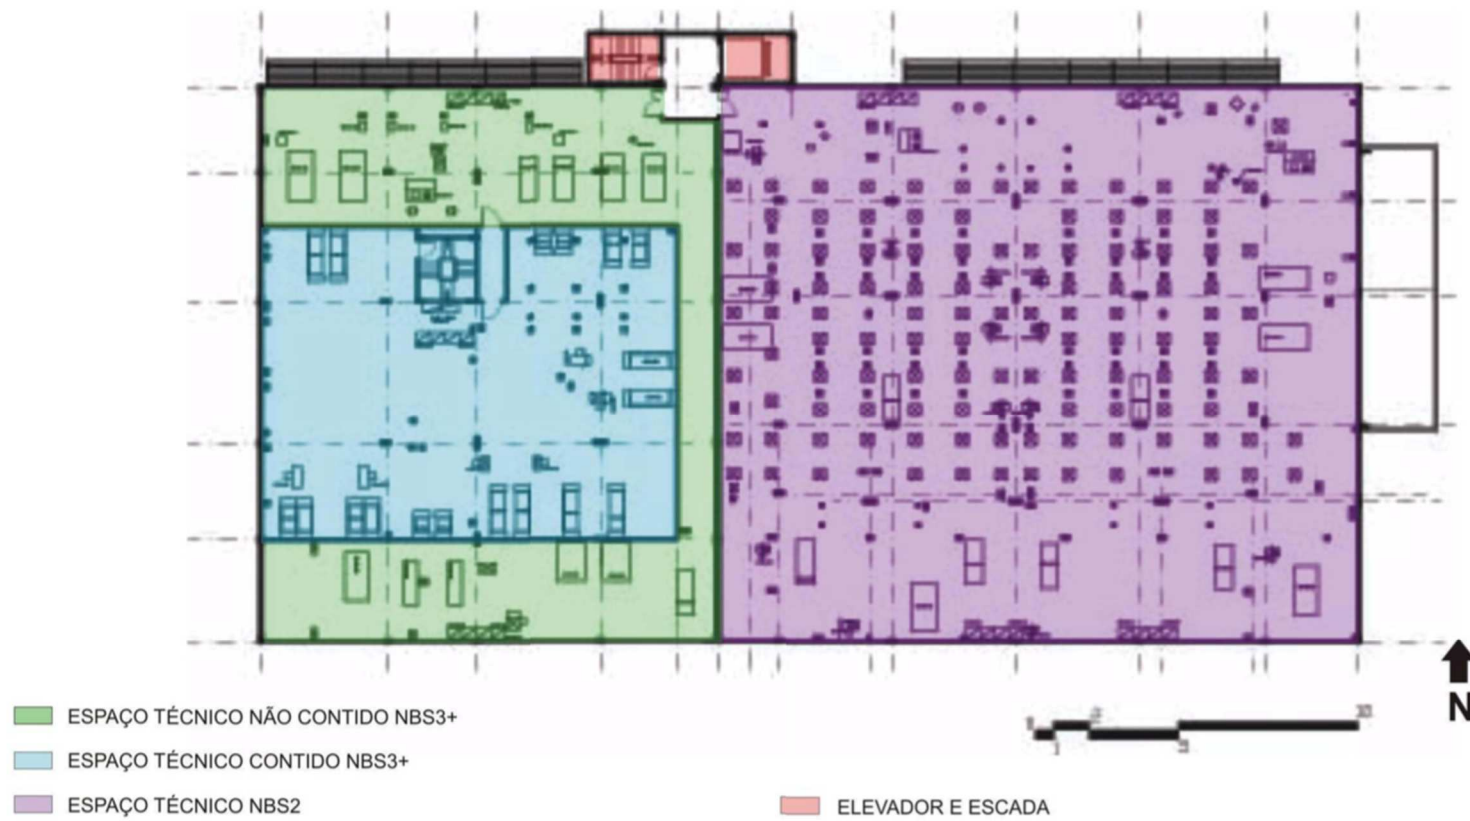 N
ESPAÇO TÉCNICO NÃO CONTIDO NBS3+
ESPAÇO TÉCNICO CONTIDO NBS3+
ESPAÇO TÉCNICO NBS2
ELEVADOR E ESCADA